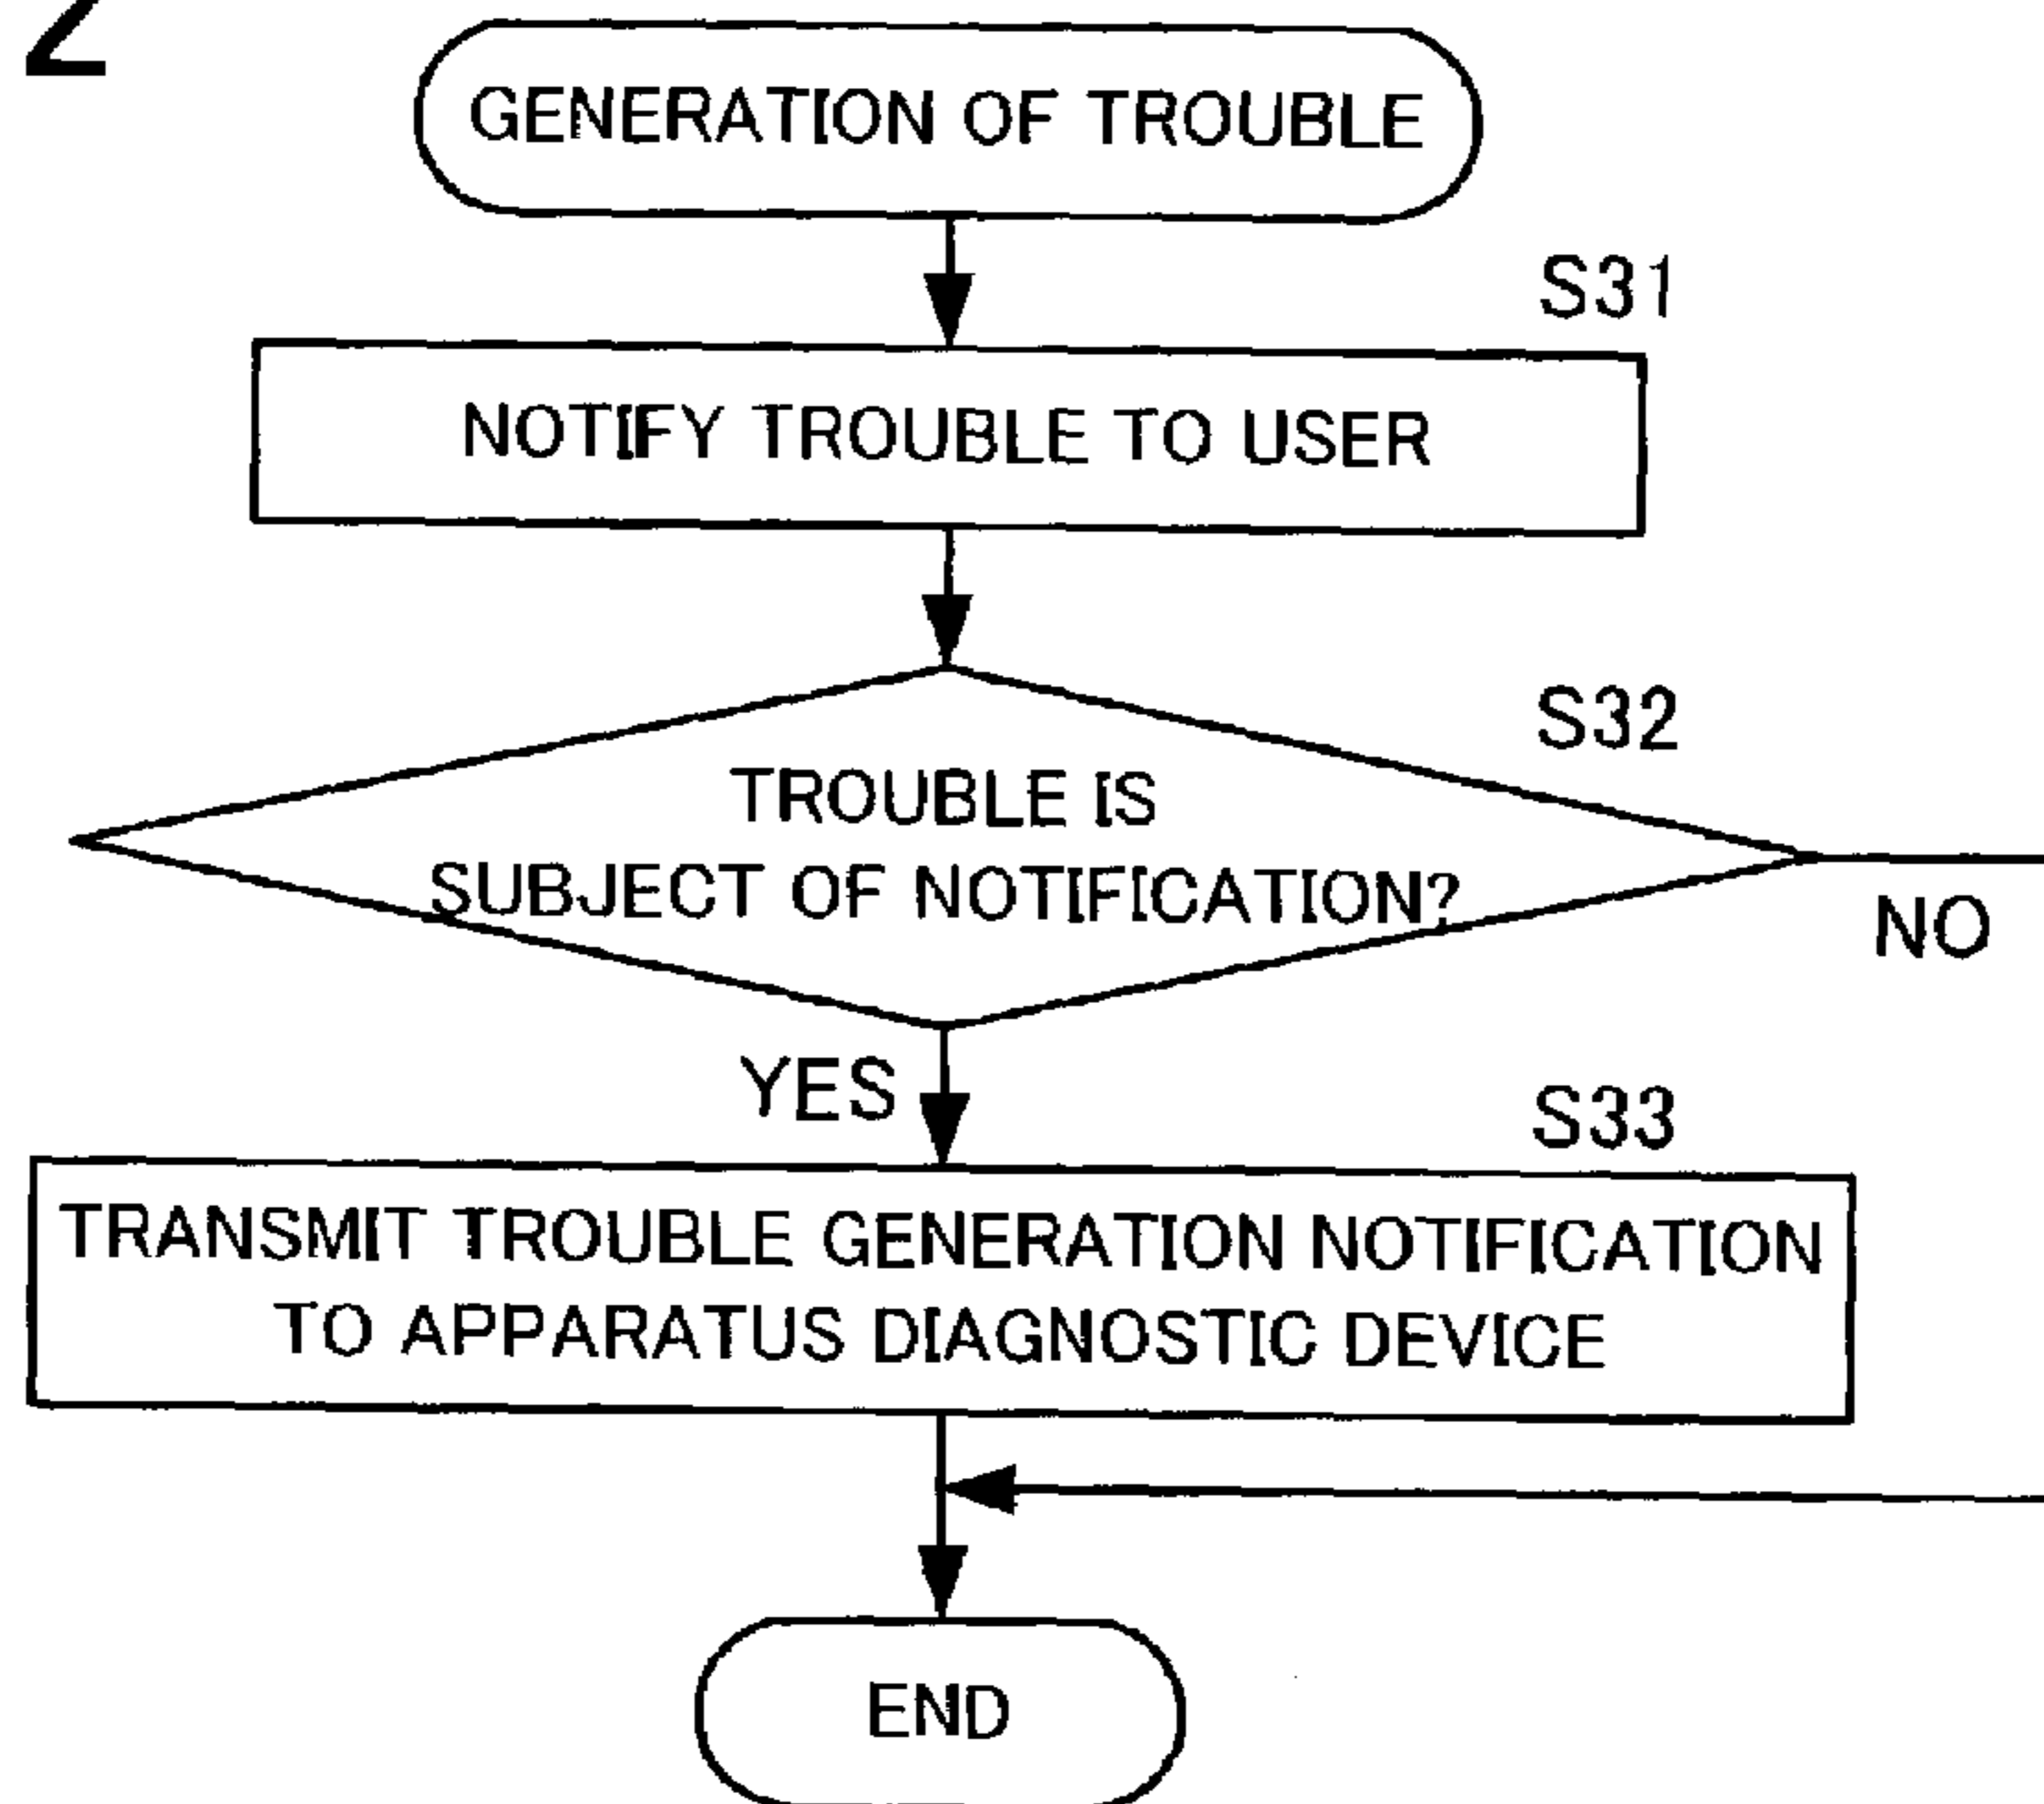 2
GENERATION OF TROUBLE
S31
NOTIFY TROUBLE TO USER
S32
TROUBLE IS
SUBJECT OF NOTIFICATION?
NO
YES
S33
TRANSMIT TROUBLE GENERATION NOTIFICATION
TO APPARATUS DIAGNOSTIC DEVICE
END